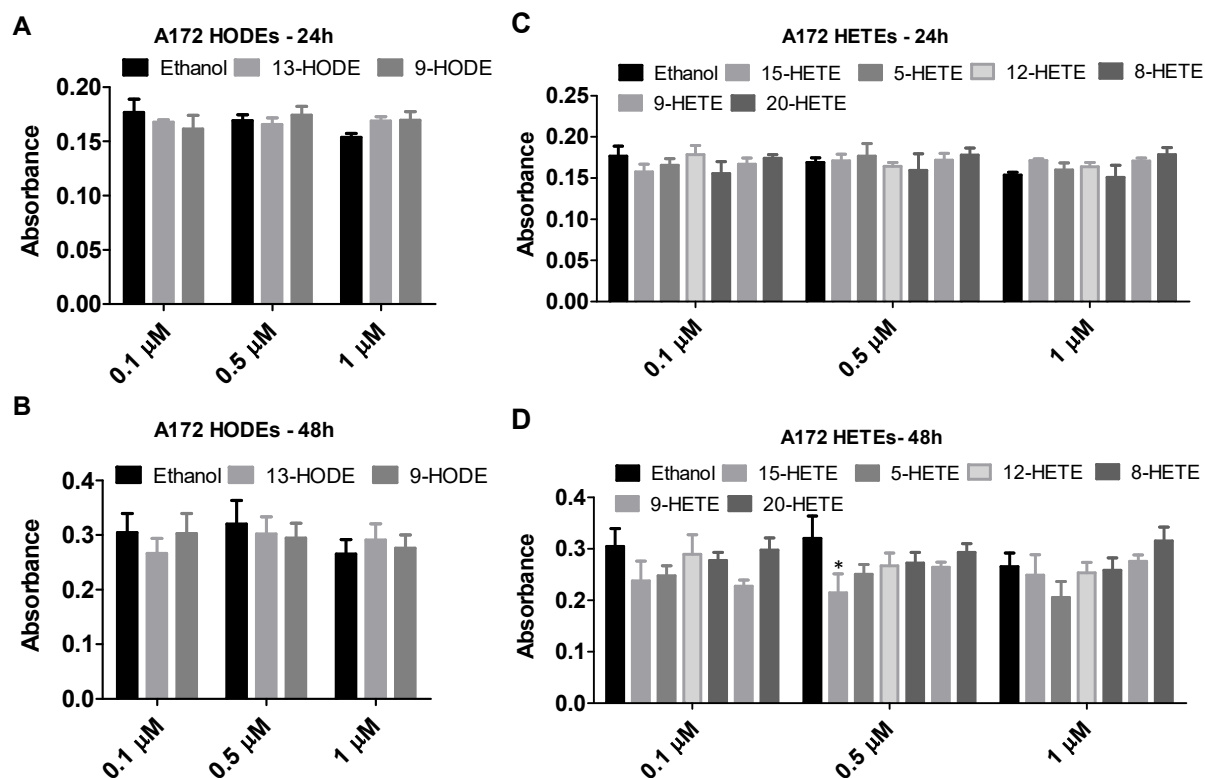 A
A172 HODEs - 24h
Ethanol 13-HODE 9-HODE
Absorbance
0.20
0.15
0.10
0.05
0.00
0.1 µM
0.5 µM
1 µM
B
A172 HODEs - 48h
Ethanol 13-HODE 9-HODE
Absorbance
0.4
0.3
0.2
0.1
0.0
0.1 µM
0.5 µM
1 µM
C
A172 HETEs - 24h
Ethanol 15-HETE 5-HETE 12-HETE 8-HETE
9-HETE 20-HETE
Absorbance
0.25
0.20
0.15
0.10
0.05
0.00
0.1 µM
0.5 µM
1 µM
D
A172 HETEs- 48h
Ethanol 15-HETE 5-HETE 12-HETE 8-HETE
9-HETE 20-HETE
Absorbance
0.4
0.3
0.2
0.1
0.0
*
0.1 µM
0.5 µM
1 µM